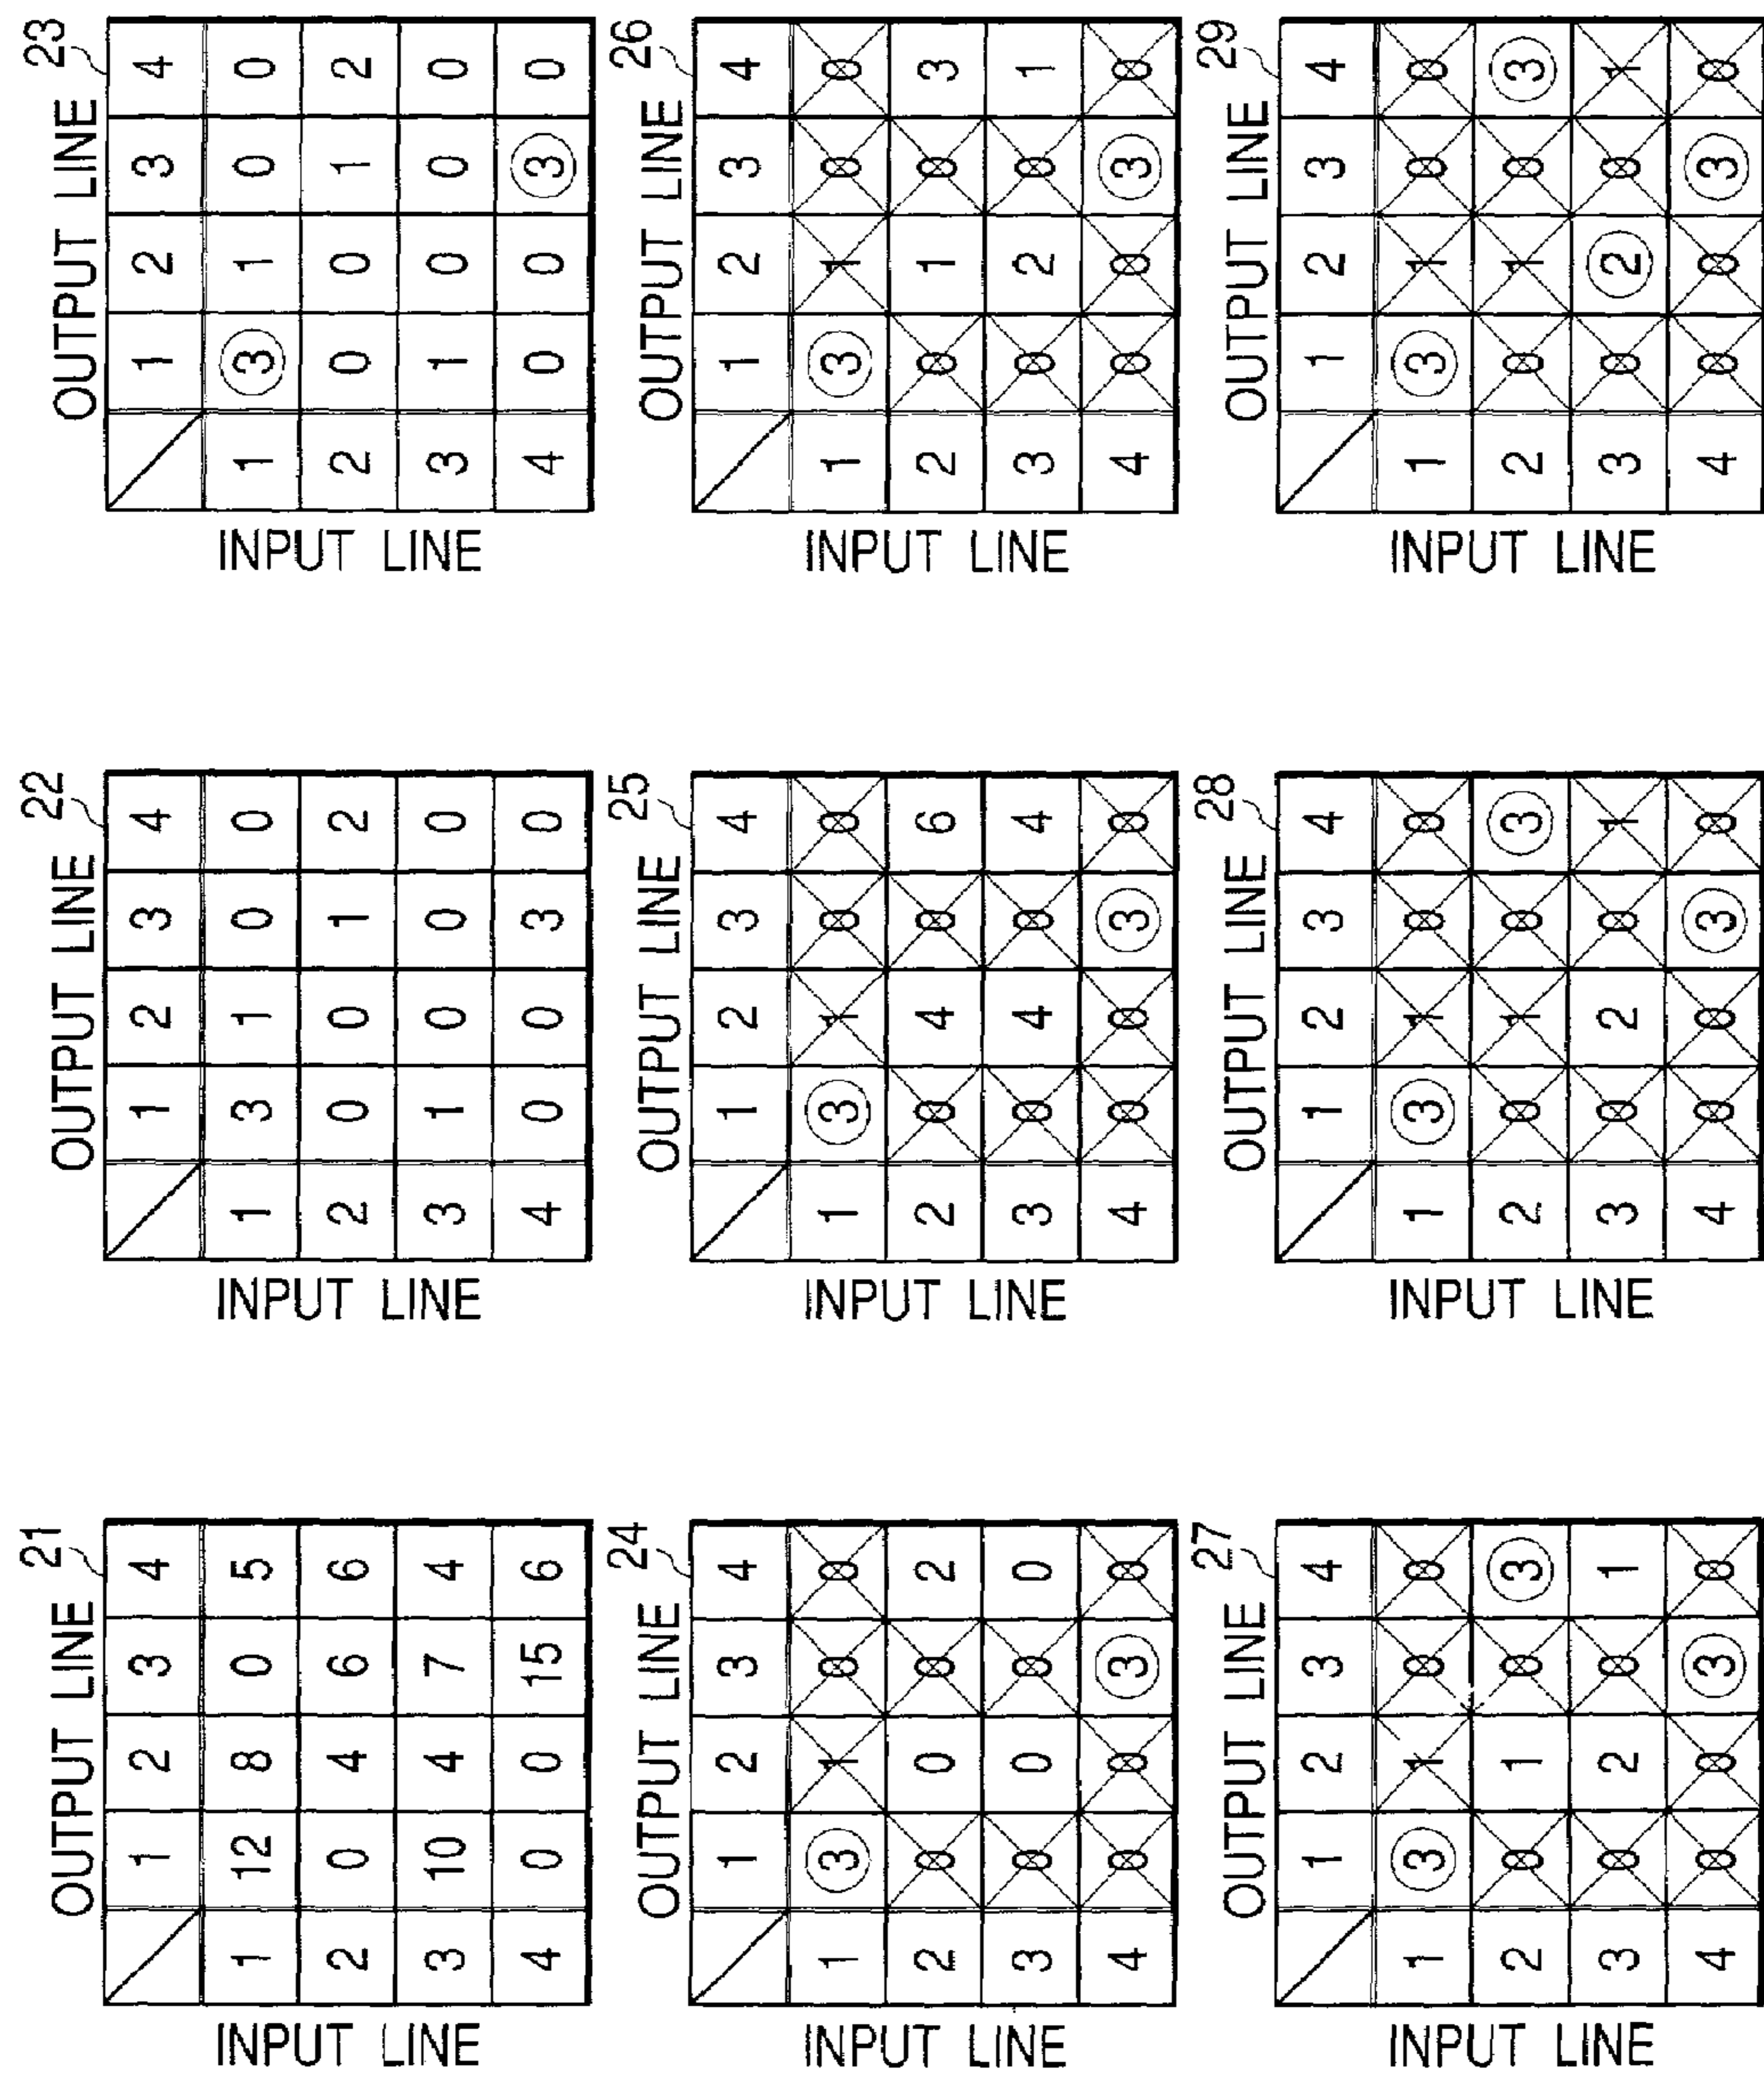 OUTPUT LINE 21
INPUT LINE
1 2 3 4
1 12 8 0 5
2 0 4 6 6
3 10 4 7 4
4 0 0 15 6
OUTPUT LINE 22
INPUT LINE
1 2 3 4
1 3 1 0 0
2 0 0 1 2
3 1 0 0 0
4 0 0 3 0
OUTPUT LINE 23
INPUT LINE
1 2 3 4
1 3 1 0 0
2 0 0 1 2
3 1 0 0 0
4 0 0 3 0
OUTPUT LINE 24
INPUT LINE
1 2 3 4
1 3 1 0 0
2 0 0 0 2
3 0 0 0 0
4 0 0 3 0
OUTPUT LINE 25
INPUT LINE
1 2 3 4
1 3 1 0 0
2 0 4 0 6
3 0 4 0 4
4 0 0 3 0
OUTPUT LINE 26
INPUT LINE
1 2 3 4
1 3 1 0 0
2 0 1 0 3
3 0 2 0 1
4 0 0 3 0
OUTPUT LINE 27
INPUT LINE
1 2 3 4
1 3 1 0 0
2 0 1 0 3
3 0 2 0 1
4 0 0 3 0
OUTPUT LINE 28
INPUT LINE
1 2 3 4
1 3 1 0 0
2 0 1 0 3
3 0 2 0 1
4 0 0 3 0
OUTPUT LINE 29
INPUT LINE
1 2 3 4
1 3 1 0 0
2 0 1 0 3
3 0 2 0 1
4 0 0 3 0